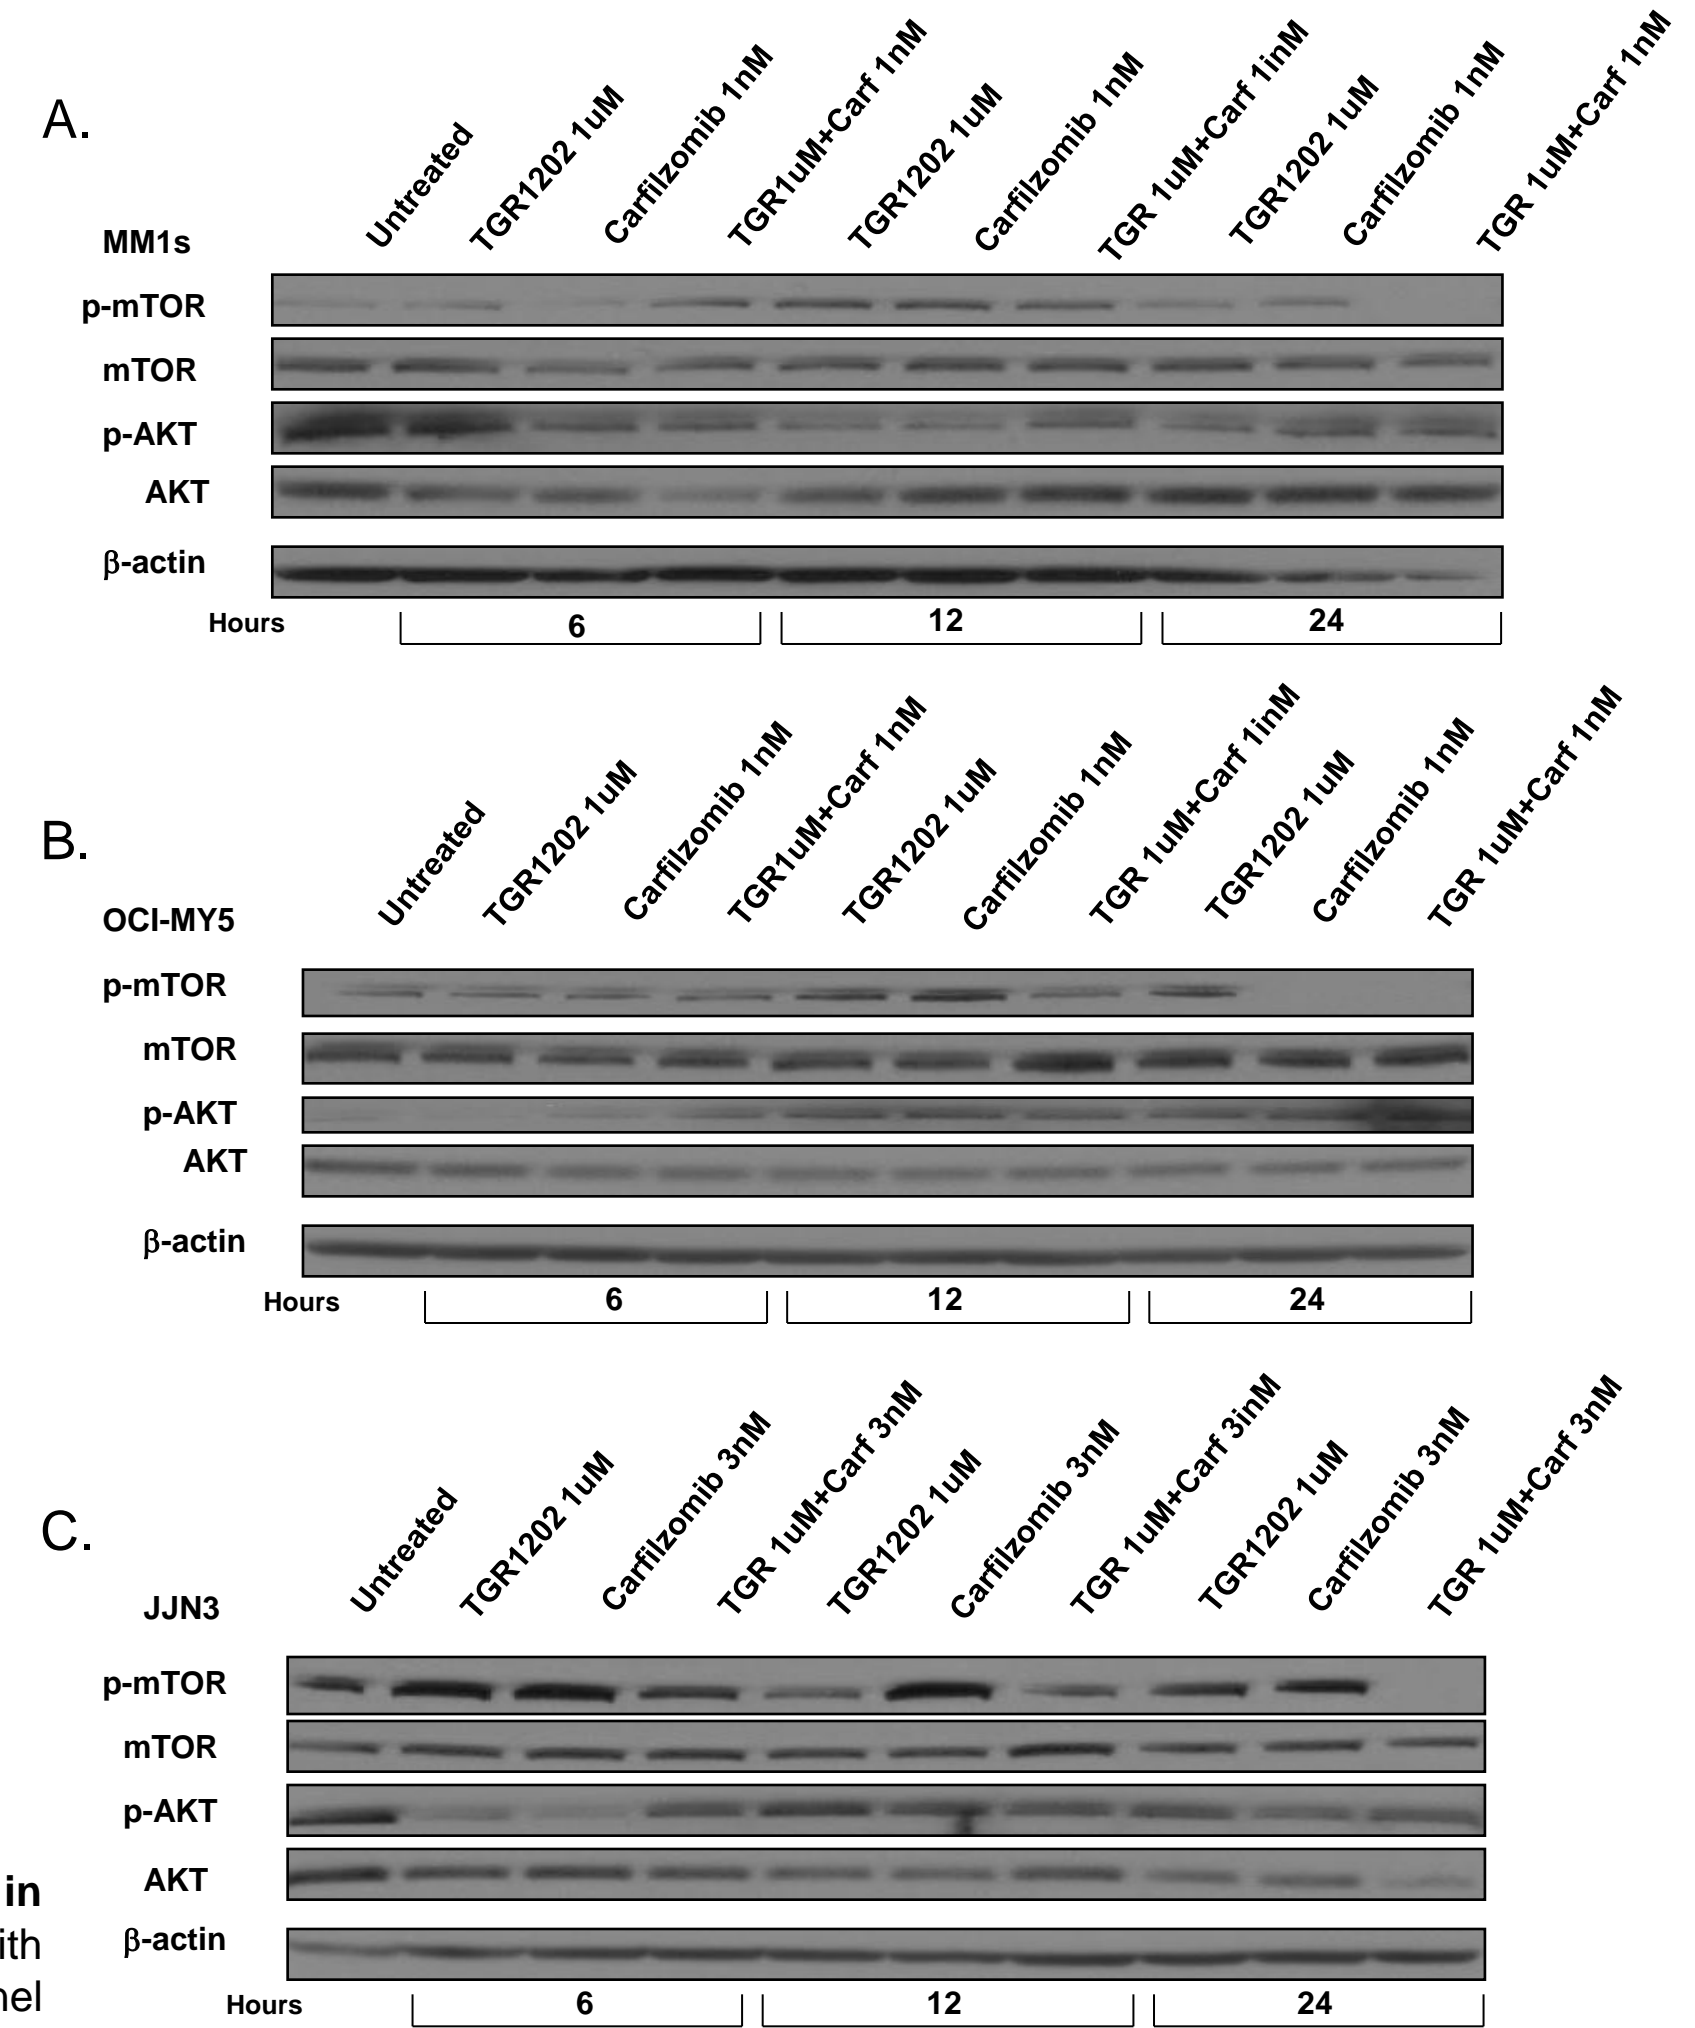 A.
Untreated
TGR1202 1uM
Carfilzomib 1nM
TGR1uM+Carf 1nM
TGR1202 1uM
Carfilzomib 1nM
TGR 1uM+Carf 1inM
TGR1202 1uM
Carfilzomib 1nM
TGR 1uM+Carf 1nM
MM1s
p-mTOR
mTOR
p-AKT
AKT
β-actin
Hours
6
12
24
B.
Untreated
TGR1202 1uM
Carfilzomib 1nM
TGR1uM+Carf 1nM
TGR1202 1uM
Carfilzomib 1nM
TGR 1uM+Carf 1inM
TGR1202 1uM
Carfilzomib 1nM
TGR 1uM+Carf 1nM
OCI-MY5
p-mTOR
mTOR
p-AKT
AKT
β-actin
Hours
6
12
24
C.
Untreated
TGR1202 1uM
Carfilzomib 3nM
TGR 1uM+Carf 3nM
TGR1202 1uM
Carfilzomib 3nM
TGR 1uM+Carf 3inM
TGR1202 1uM
Carfilzomib 3nM
TGR 1uM+Carf 3nM
JJN3
p-mTOR
mTOR
p-AKT
AKT
β-actin
Hours
6
12
24
in